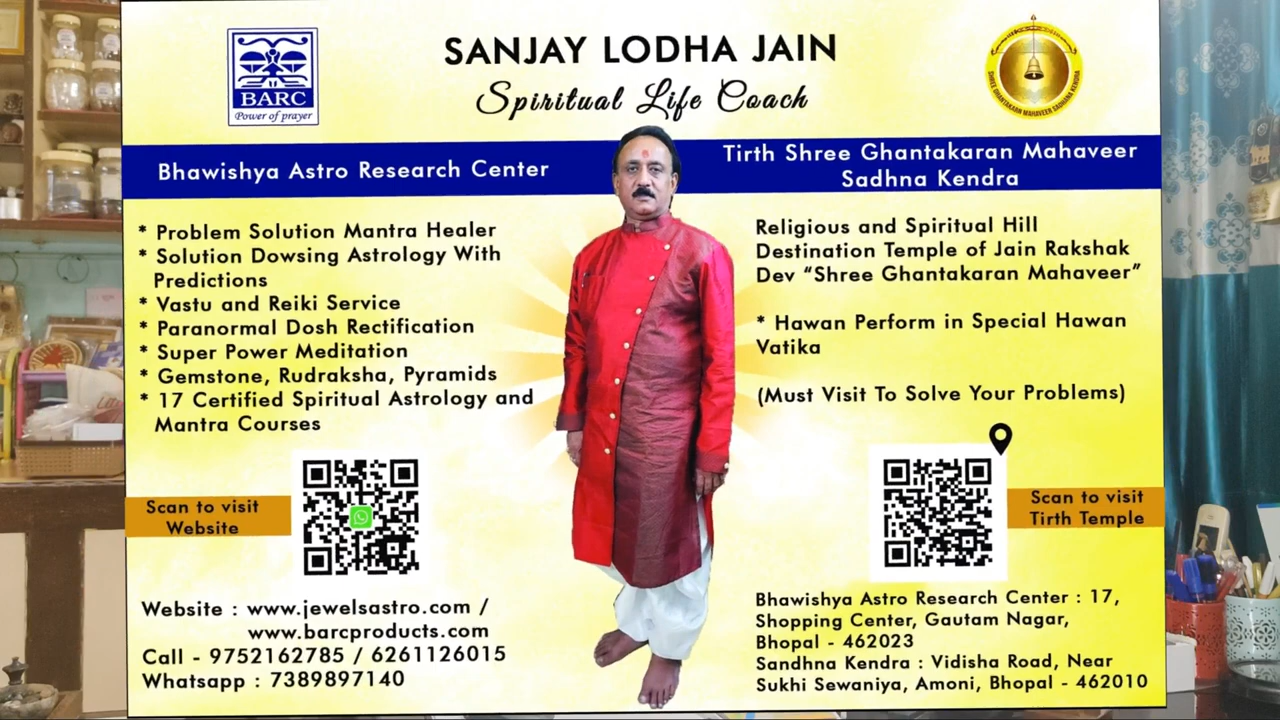 BARC
Power of prayer
SANJAY LODHA JAIN
Spiritual Life Coach
SHREE GHANTAKARN MAHAVEER SADHANA KENDRA
Bhawishya Astro Research Center
Tirth Shree Ghantakaran Mahaveer
Sadhna Kendra
* Problem Solution Mantra Healer
* Solution Dowsing Astrology With
Predictions
* Vastu and Reiki Service
* Paranormal Dosh Rectification
* Super Power Meditation
* Gemstone, Rudraksha, Pyramids
* 17 Certified Spiritual Astrology and
Mantra Courses
Scan to visit
Website
Website : www.jewelsastro.com /
www.barcproducts.com
Call - 9752162785 / 6261126015
Whatsapp : 7389897140
Religious and Spiritual Hill
Destination Temple of Jain Rakshak
Dev “Shree Ghantakaran Mahaveer”
* Hawan Perform in Special Hawan
Vatika
(Must Visit To Solve Your Problems)
Scan to visit
Tirth Temple
Bhawishya Astro Research Center : 17,
Shopping Center, Gautam Nagar,
Bhopal - 462023
Sandhna Kendra : Vidisha Road, Near
Sukhi Sewaniya, Amoni, Bhopal - 462010